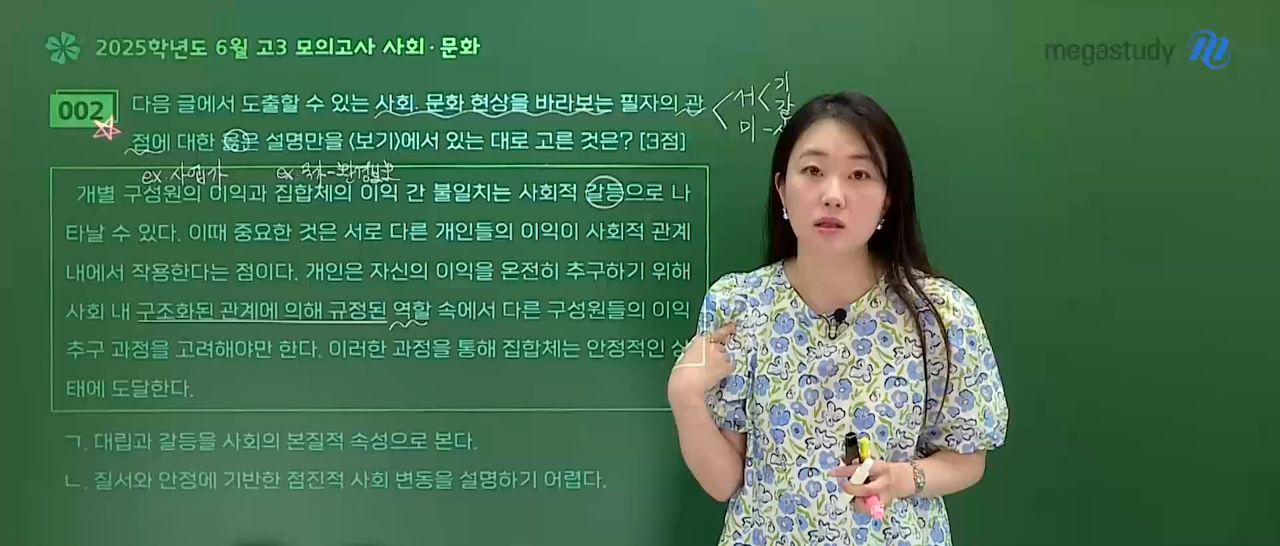 2025학년도 6월 고3 모의고사 사회·문화
megastudy
002
다음 글에서 도출할 수 있는 사회. 문화 현상을 바라보는 필자의 관
점에 대한 옳은 설명만을 〈보기〉에서 있는 대로 고른 것은? [3점]
서 기
갈
미
ex. 사업가 ex. 국가-환경보호
개별 구성원의 이익과 집합체의 이익 간 불일치는 사회적 갈등으로 나
타날 수 있다. 이때 중요한 것은 서로 다른 개인들의 이익이 사회적 관계
내에서 작용한다는 점이다. 개인은 자신의 이익을 온전히 추구하기 위해
사회 내 구조화된 관계에 의해 규정된 역할 속에서 다른 구성원들의 이익
추구 과정을 고려해야만 한다. 이러한 과정을 통해 집합체는 안정적인 상
태에 도달한다.
ㄱ. 대립과 갈등을 사회의 본질적 속성으로 본다.
ㄴ. 질서와 안정에 기반한 점진적 사회 변동을 설명하기 어렵다.